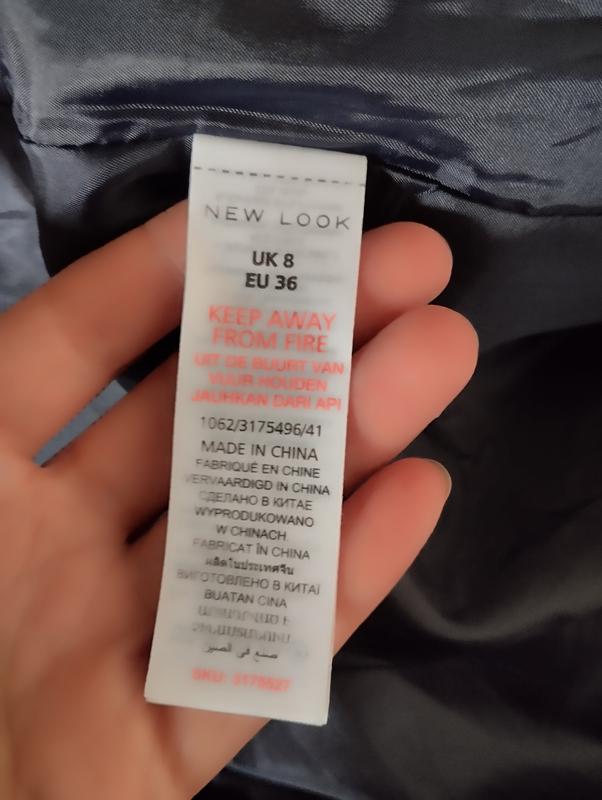 NEW LOOK
UK 8
EU 36
KEEP AWAY
FROM FIRE
UIT DE BUURT VAN
VUUR HOUDEN
JAUHKAN DARI API
1062/3175496/41
MADE IN CHINA
FABRIQUÉ EN CHINE
VERVAARDIGD IN CHINA
СДЕЛАНО В КИТАЕ
WYPRODUKOWANO
W CHINACH
FABRICAT ÎN CHINA
ผลิตในประเทศจีน
ВИГОТОВЛЕНО В КИТАЇ
BUATAN CINA
صنع في الصين
SKU: 3175527